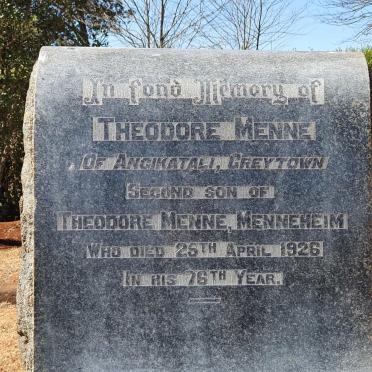 In fond Memory of
THEODORE MENNE
OF ANGIKATALI, GREYTOWN
SECOND SON OF
THEODORE MENNE, MENNEHEIM
WHO DIED 25TH APRIL 1926
IN HIS 76TH YEAR.